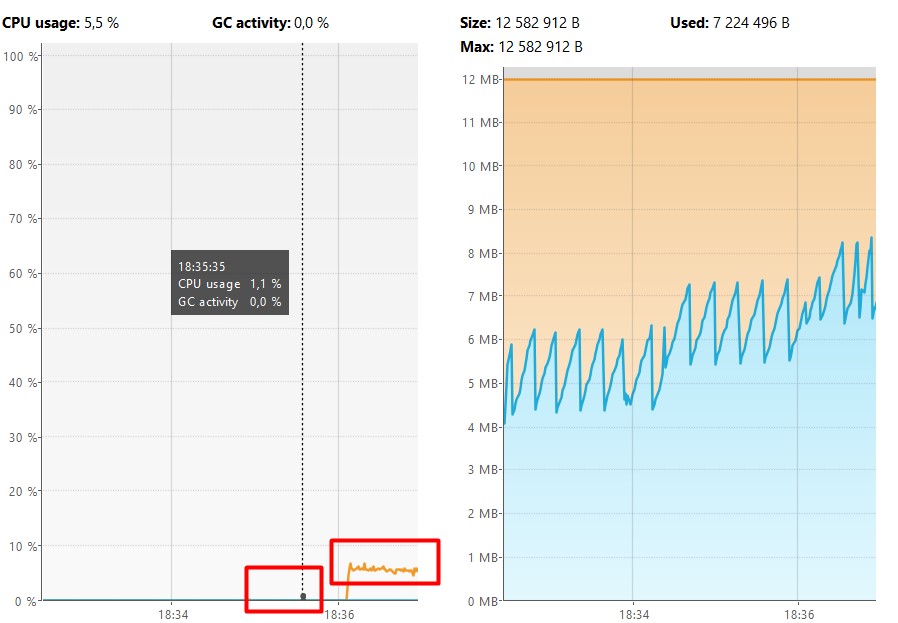 CPU usage: 5,5 % GC activity: 0,0 %
100 %
90 %
80 %
70 %
60 %
50 %
40 %
30 %
20 %
10 %
0 %
18:35:35
CPU usage 1,1 %
GC activity 0,0 %
18:34 18:36
Size: 12 582 912 B Used: 7 224 496 B
Max: 12 582 912 B
12 MB
11 MB
10 MB
9 MB
8 MB
7 MB
6 MB
5 MB
4 MB
3 MB
2 MB
1 MB
0 MB
18:34 18:36